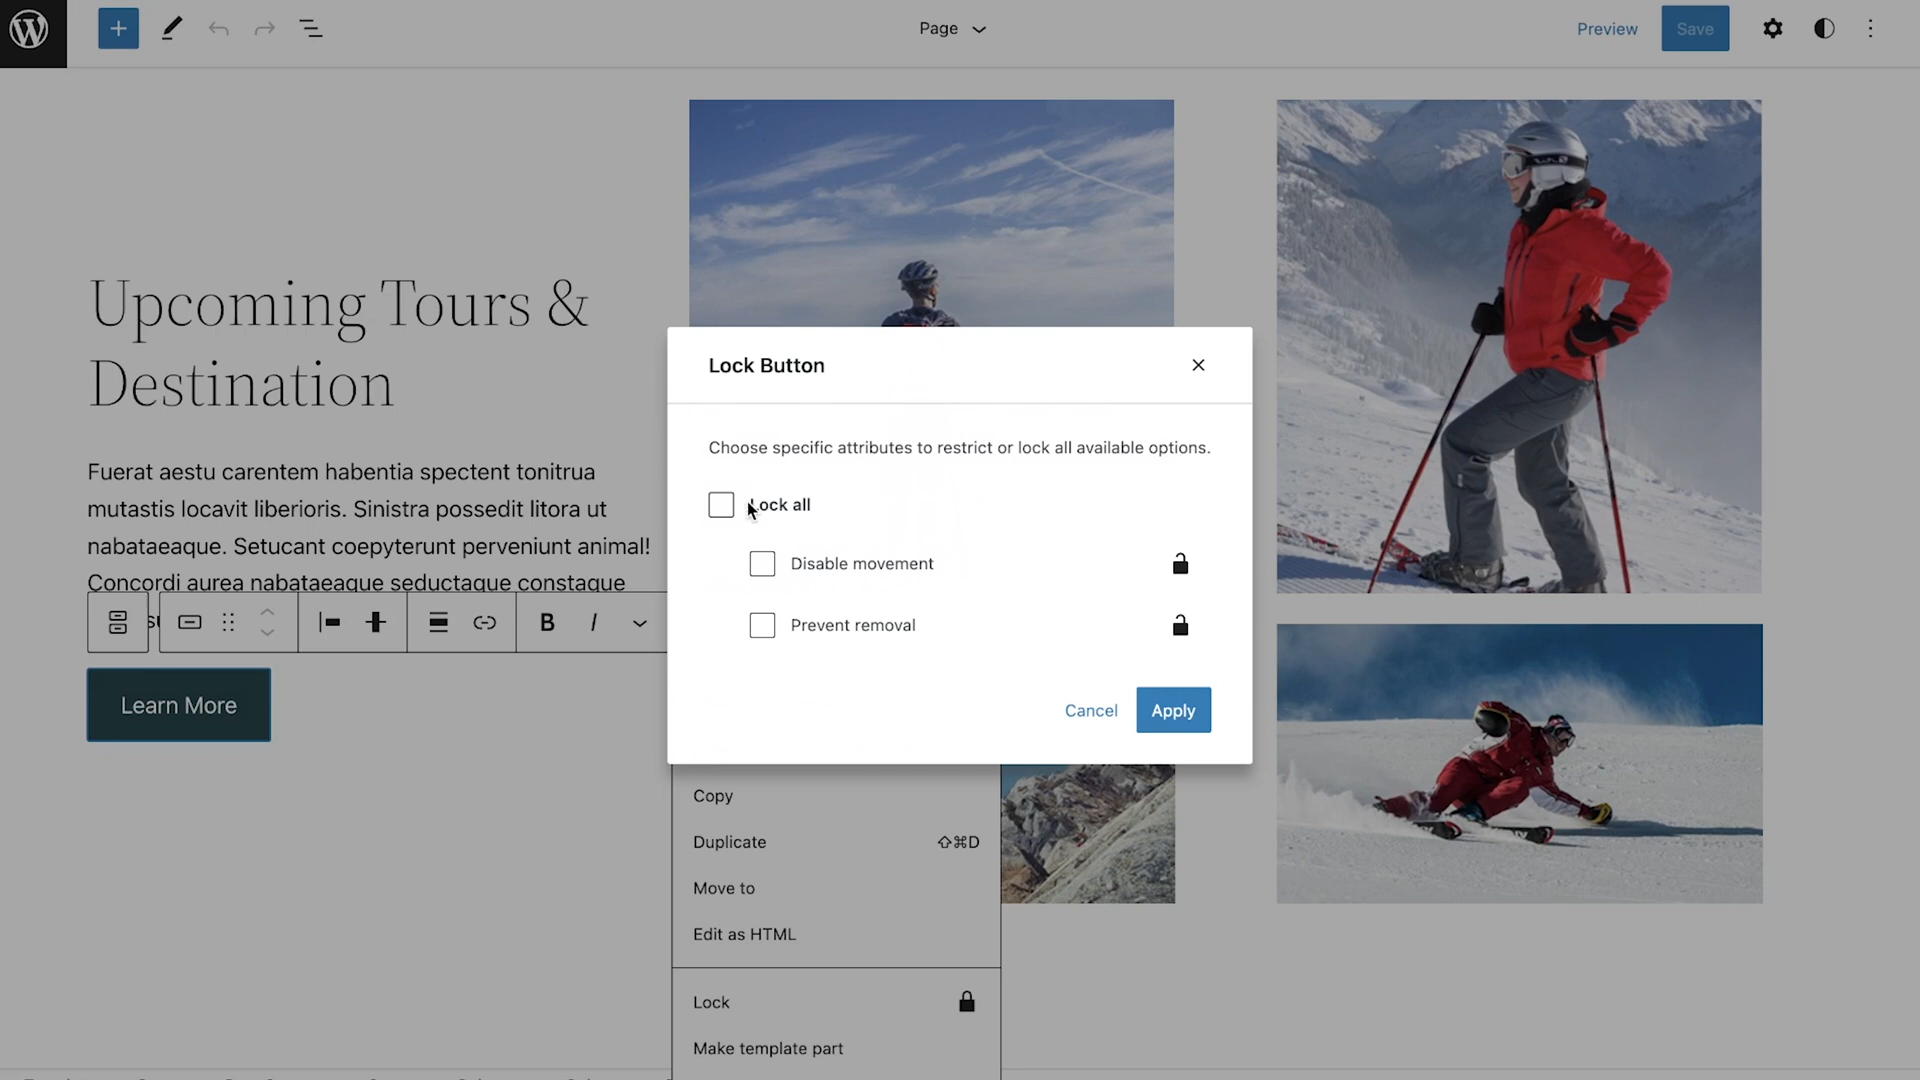 Page
Preview
Save
Upcoming Tours &
Destination
Fuerat aestu carentem habentia spectent tonitrua
mutastis locavit liberioris. Sinistra possedit litora ut
nabataeaque. Setucant coepyterunt perveniunt animal!
Concordi aurea nabataeaque seductaque constaque
B I
Learn More
Lock Button
Choose specific attributes to restrict or lock all available options.
Lock all
Disable movement
Prevent removal
Cancel
Apply
Copy
Duplicate ⇧⌘D
Move to
Edit as HTML
Lock
Make template part